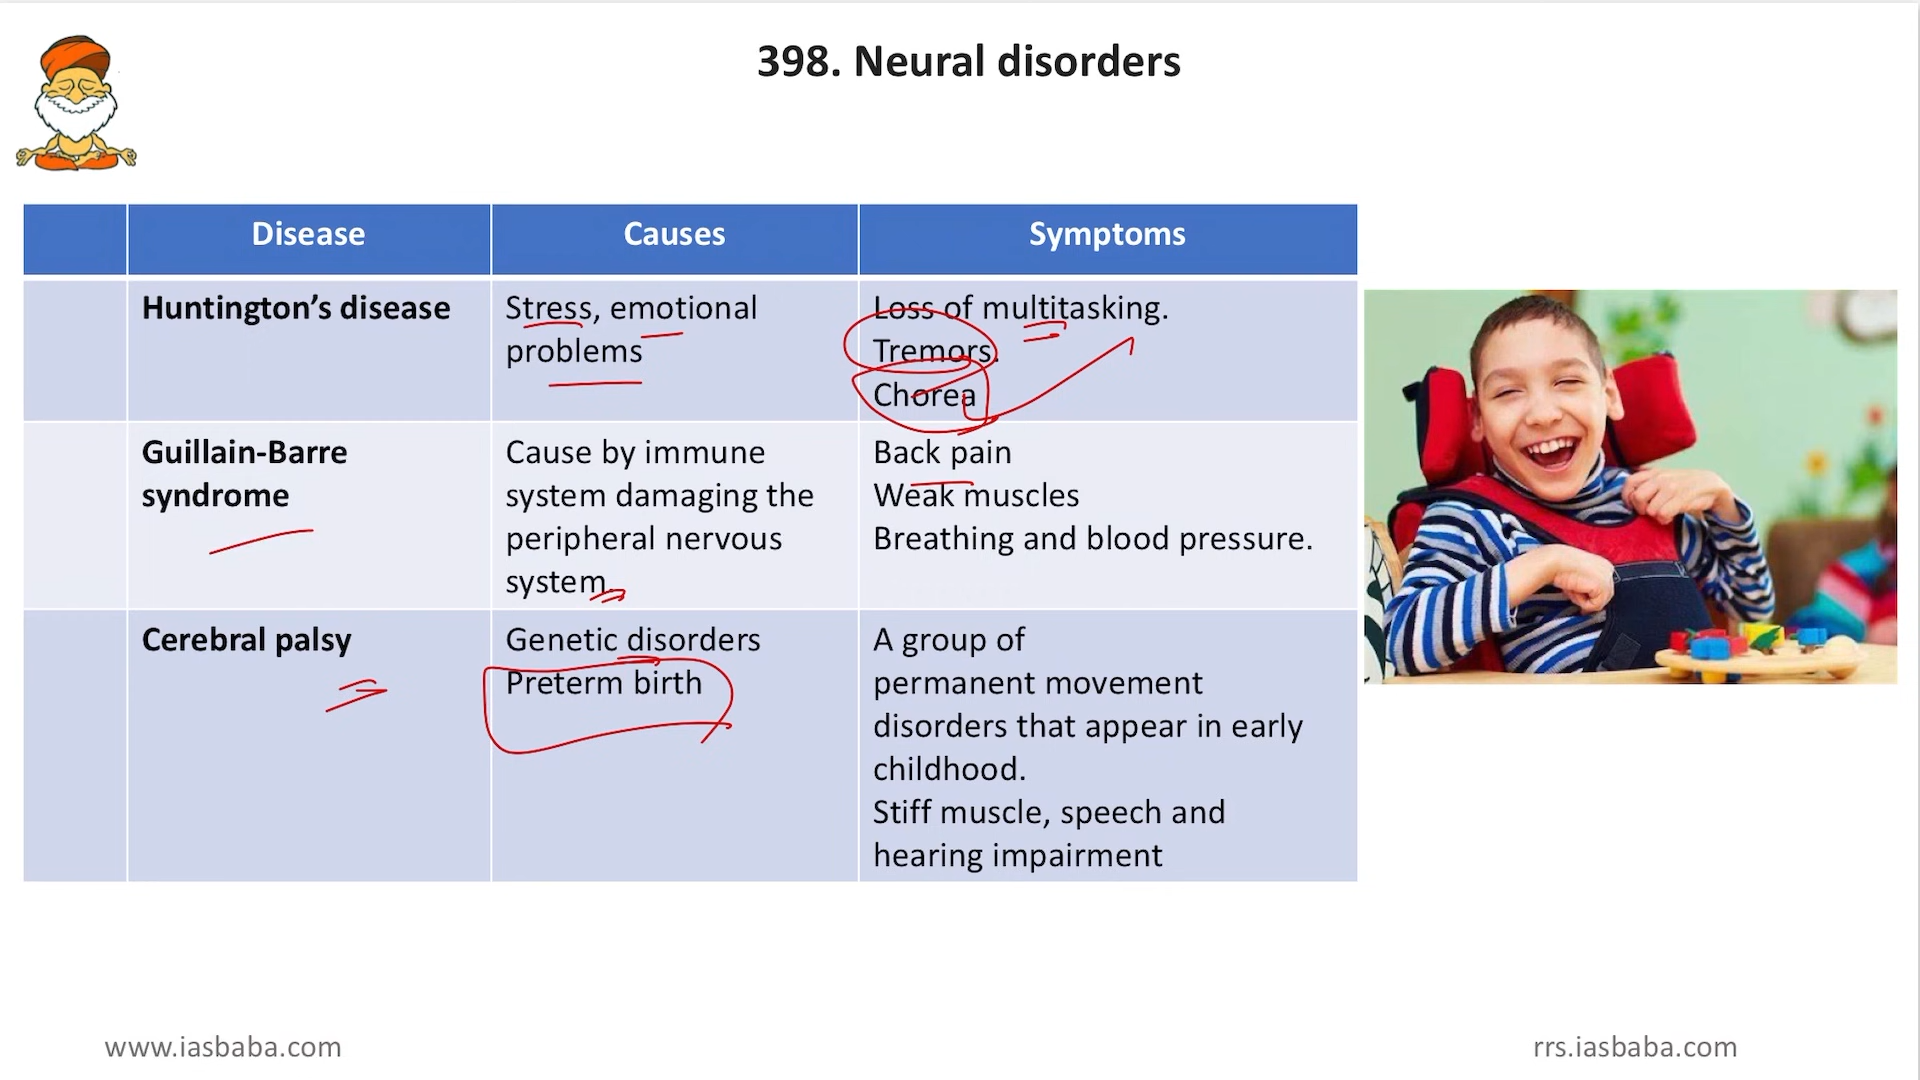 398. Neural disorders
Disease
Causes
Symptoms
Huntington’s disease
Stress, emotional
problems
Loss of multitasking.
Tremors.
Chorea
Guillain-Barre
syndrome
Cause by immune
system damaging the
peripheral nervous
system.
Back pain
Weak muscles
Breathing and blood pressure.
Cerebral palsy
Genetic disorders
Preterm birth
A group of
permanent movement
disorders that appear in early
childhood.
Stiff muscle, speech and
hearing impairment
www.iasbaba.com
rrs.iasbaba.com